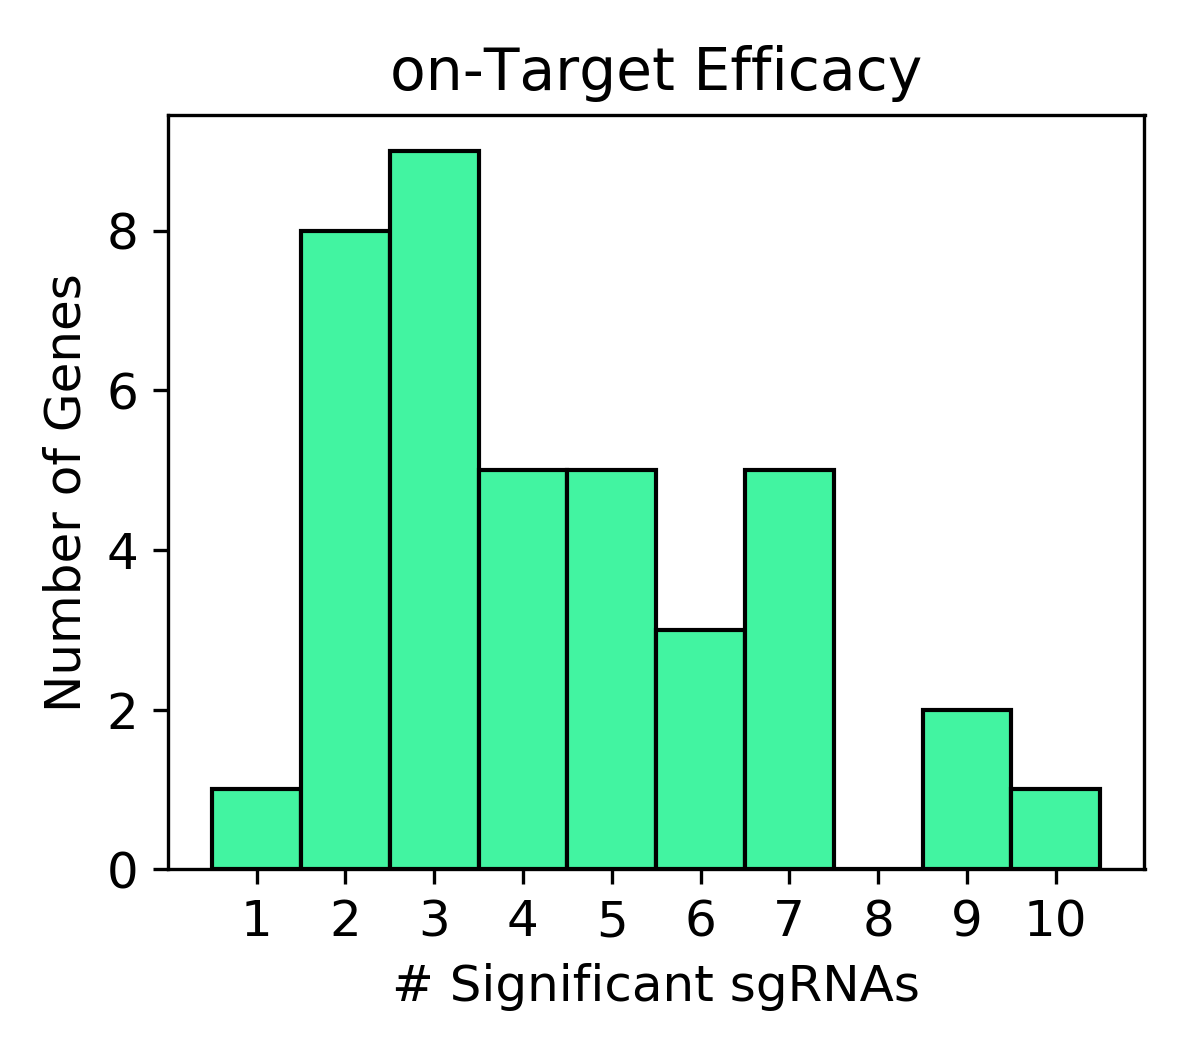 on-Target Efficacy
Number of Genes
8
6
4
2
0
1 2 3 4 5 6 7 8 9 10
# Significant sgRNAs